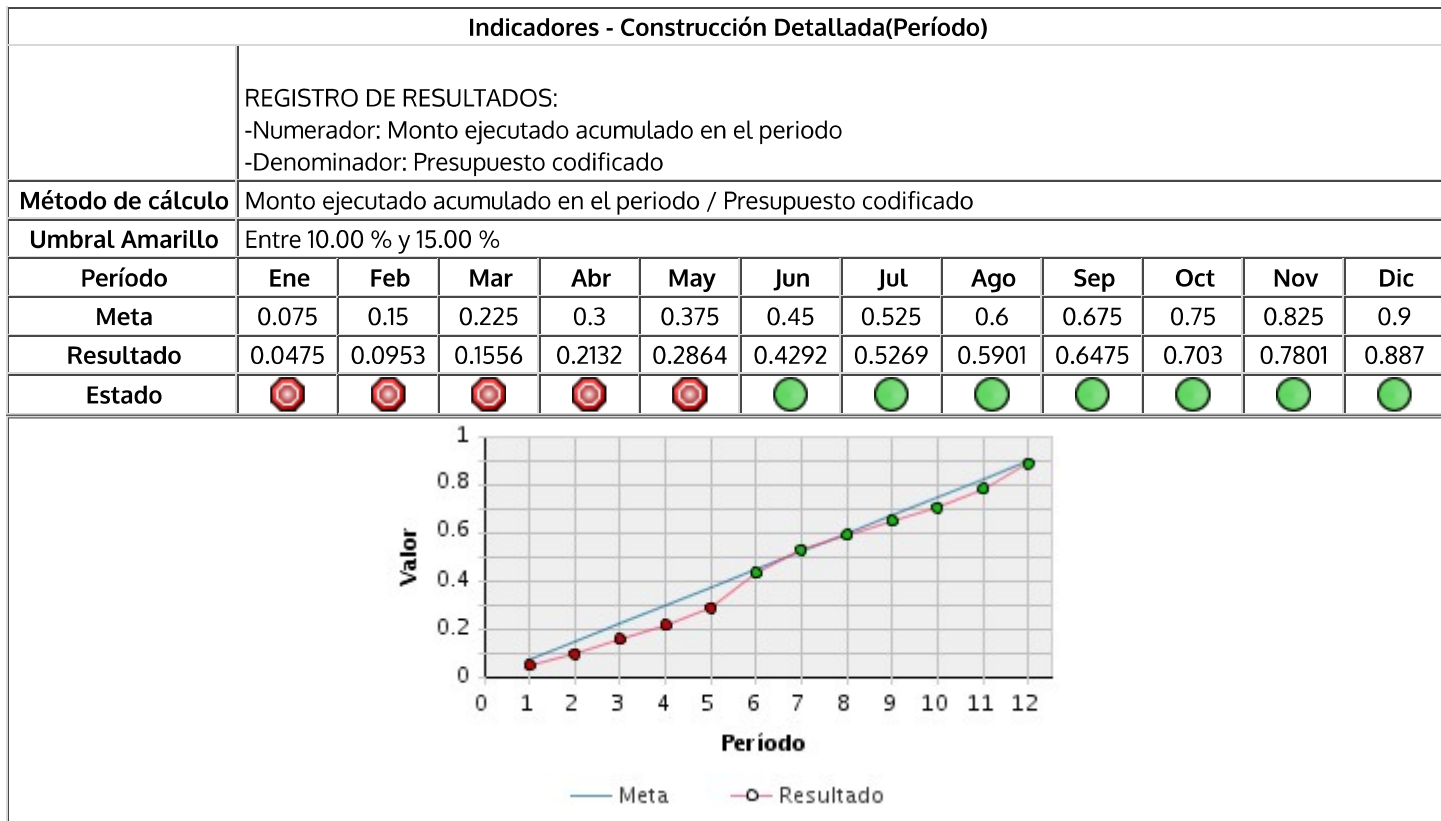 Indicadores - Construcción Detallada(Período)
REGISTRO DE RESULTADOS:
-Numerador: Monto ejecutado acumulado en el periodo
-Denominador: Presupuesto codificado
Método de cálculo Monto ejecutado acumulado en el periodo / Presupuesto codificado
Umbral Amarillo Entre 10.00 % y 15.00 %
Período Ene Feb Mar Abr May Jun Jul Ago Sep Oct Nov Dic
Meta 0.075 0.15 0.225 0.3 0.375 0.45 0.525 0.6 0.675 0.75 0.825 0.9
Resultado 0.0475 0.0953 0.1556 0.2132 0.2864 0.4292 0.5269 0.5901 0.6475 0.703 0.7801 0.887
Estado
1
0.8
0.6
0.4
0.2
0
Valor
0 1 2 3 4 5 6 7 8 9 10 11 12
Período
Meta Resultado